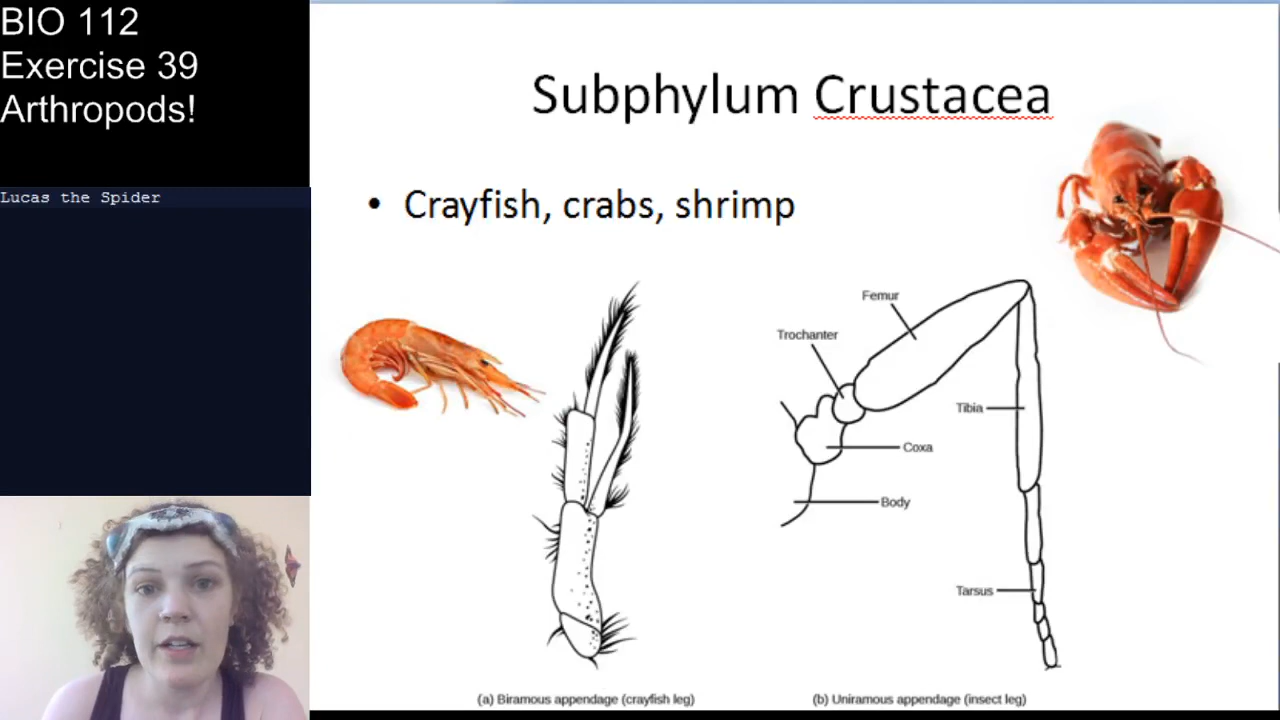 BIO 112
Exercise 39
Arthropods!
Lucas the Spider
Subphylum Crustacea
• Crayfish, crabs, shrimp
Femur
Trochanter
Tibia
Coxa
Body
Tarsus
(a) Biramous appendage (crayfish leg)
(b) Uniramous appendage (insect leg)